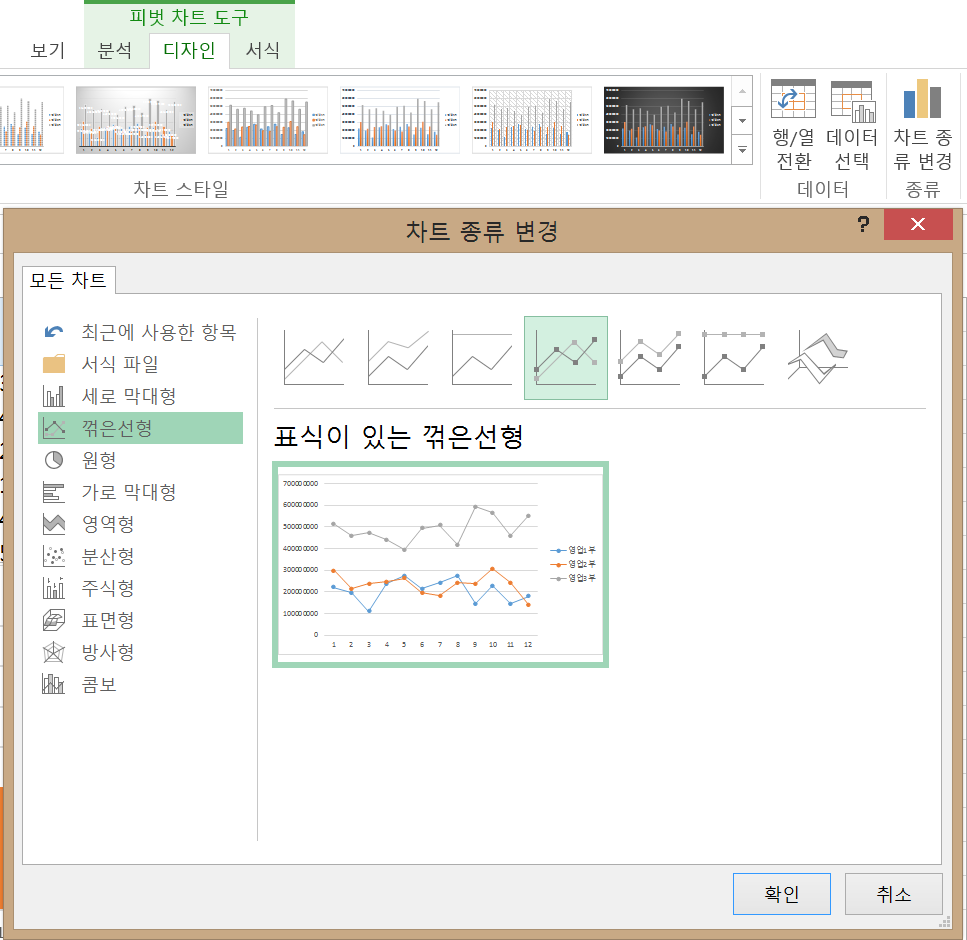 피벗 차트 도구
보기 분석 디자인 서식
행/열 전환
데이터 선택
차트 종류 변경
차트 스타일 데이터 종류
차트 종류 변경
모든 차트
최근에 사용한 항목
서식 파일
세로 막대형
꺾은선형
원형
가로 막대형
영역형
분산형
주식형
표면형
방사형
콤보
표식이 있는 꺾은선형
700000000
600000000
500000000
400000000
300000000
200000000
100000000
0
1 2 3 4 5 6 7 8 9 10 11 12
영업1부
영업2부
영업3부
확인 취소